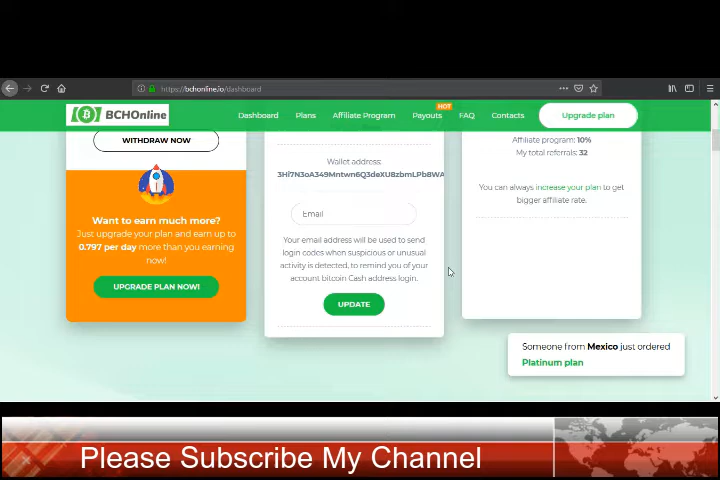 https://bchonline.io/dashboard
BCHOnline
Dashboard
Plans
Affiliate Program
HOT
Payouts
FAQ
Contacts
Upgrade plan
WITHDRAW NOW
Want to earn much more?
Just upgrade your plan and earn up to
0.797 per day more than you earning
now!
UPGRADE PLAN NOW!
Wallet address:
3Hi7N3oA349Mntwn6Q3deXU8zbmLPb8WA
Email
Your email address will be used to send
login codes when suspicious or unusual
activity is detected, to remind you of your
account bitcoin Cash address login.
UPDATE
Affiliate program: 10%
My total referrals: 32
You can always increase your plan to get
bigger affiliate rate.
Someone from Mexico just ordered
Platinum plan
Please Subscribe My Channel